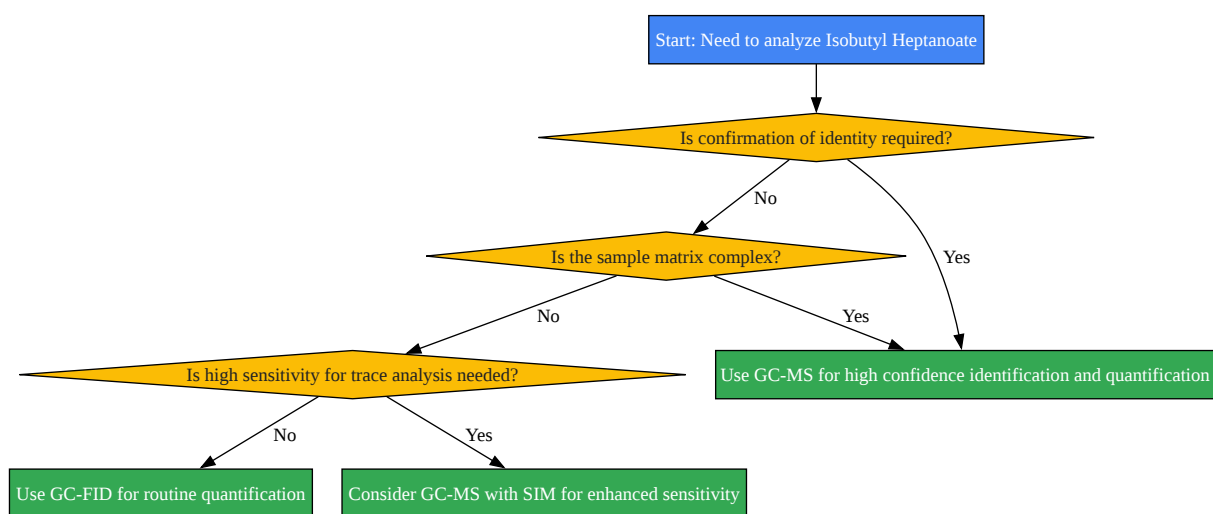 Start: Need to analyze Isobutyl Heptanoate
Is confirmation of identity required?
No
Yes
Is the sample matrix complex?
No
Yes
Is high sensitivity for trace analysis needed?
Use GC-MS for high confidence identification and quantification
No
Yes
Use GC-FID for routine quantification
Consider GC-MS with SIM for enhanced sensitivity